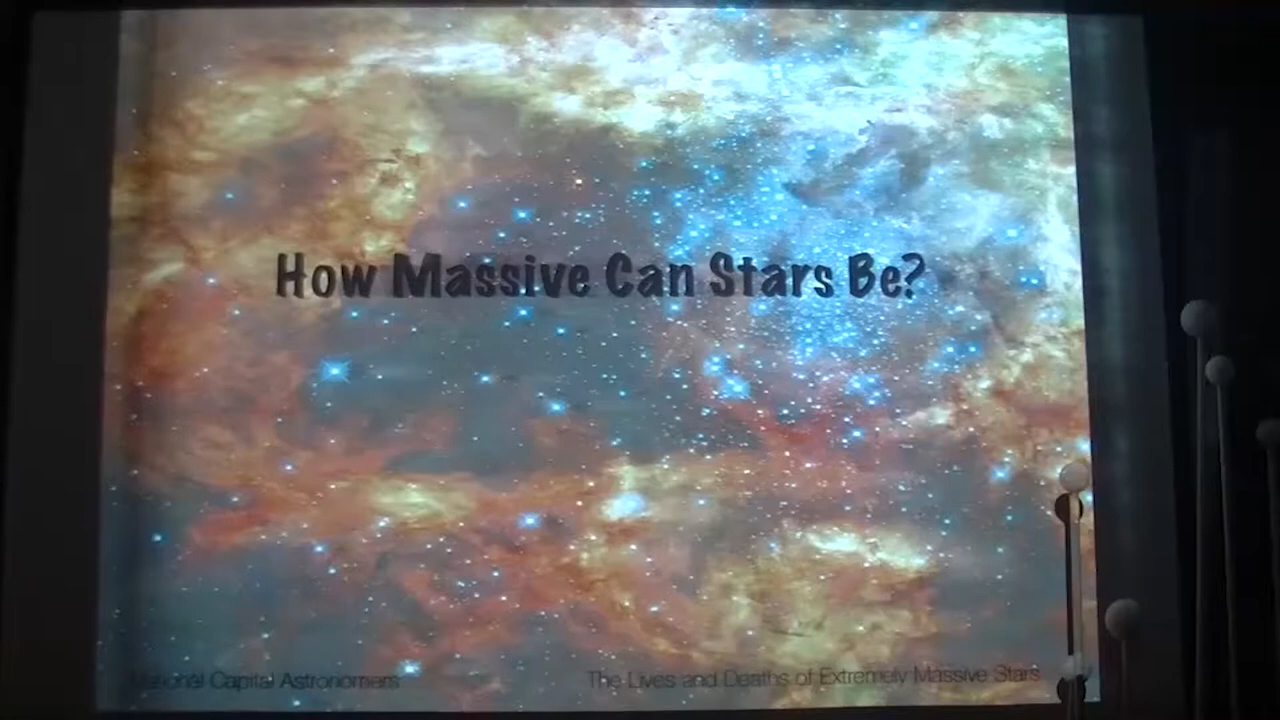 How Massive Can Stars Be?
National Capital Astronomers
The Lives and Deaths of Extremely Massive Stars